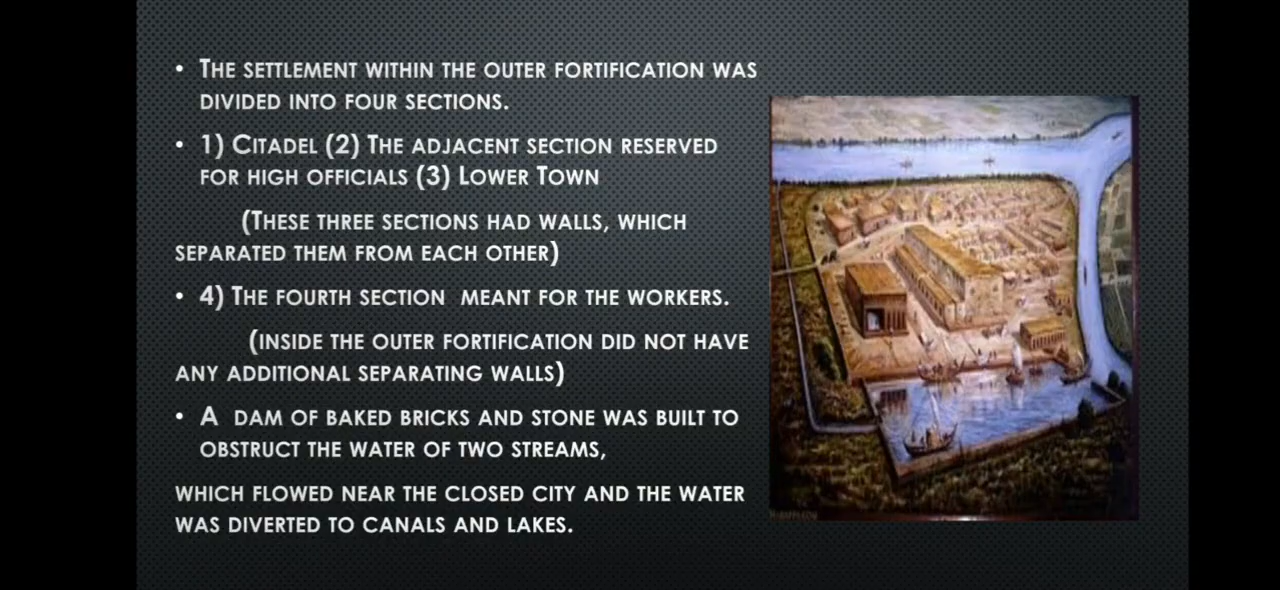 • THE SETTLEMENT WITHIN THE OUTER FORTIFICATION WAS
DIVIDED INTO FOUR SECTIONS.
• 1) CITADEL (2) THE ADJACENT SECTION RESERVED
FOR HIGH OFFICIALS (3) LOWER TOWN
(THESE THREE SECTIONS HAD WALLS, WHICH
SEPARATED THEM FROM EACH OTHER)
• 4) THE FOURTH SECTION MEANT FOR THE WORKERS.
(INSIDE THE OUTER FORTIFICATION DID NOT HAVE
ANY ADDITIONAL SEPARATING WALLS)
• A DAM OF BAKED BRICKS AND STONE WAS BUILT TO
OBSTRUCT THE WATER OF TWO STREAMS,
WHICH FLOWED NEAR THE CLOSED CITY AND THE WATER
WAS DIVERTED TO CANALS AND LAKES.